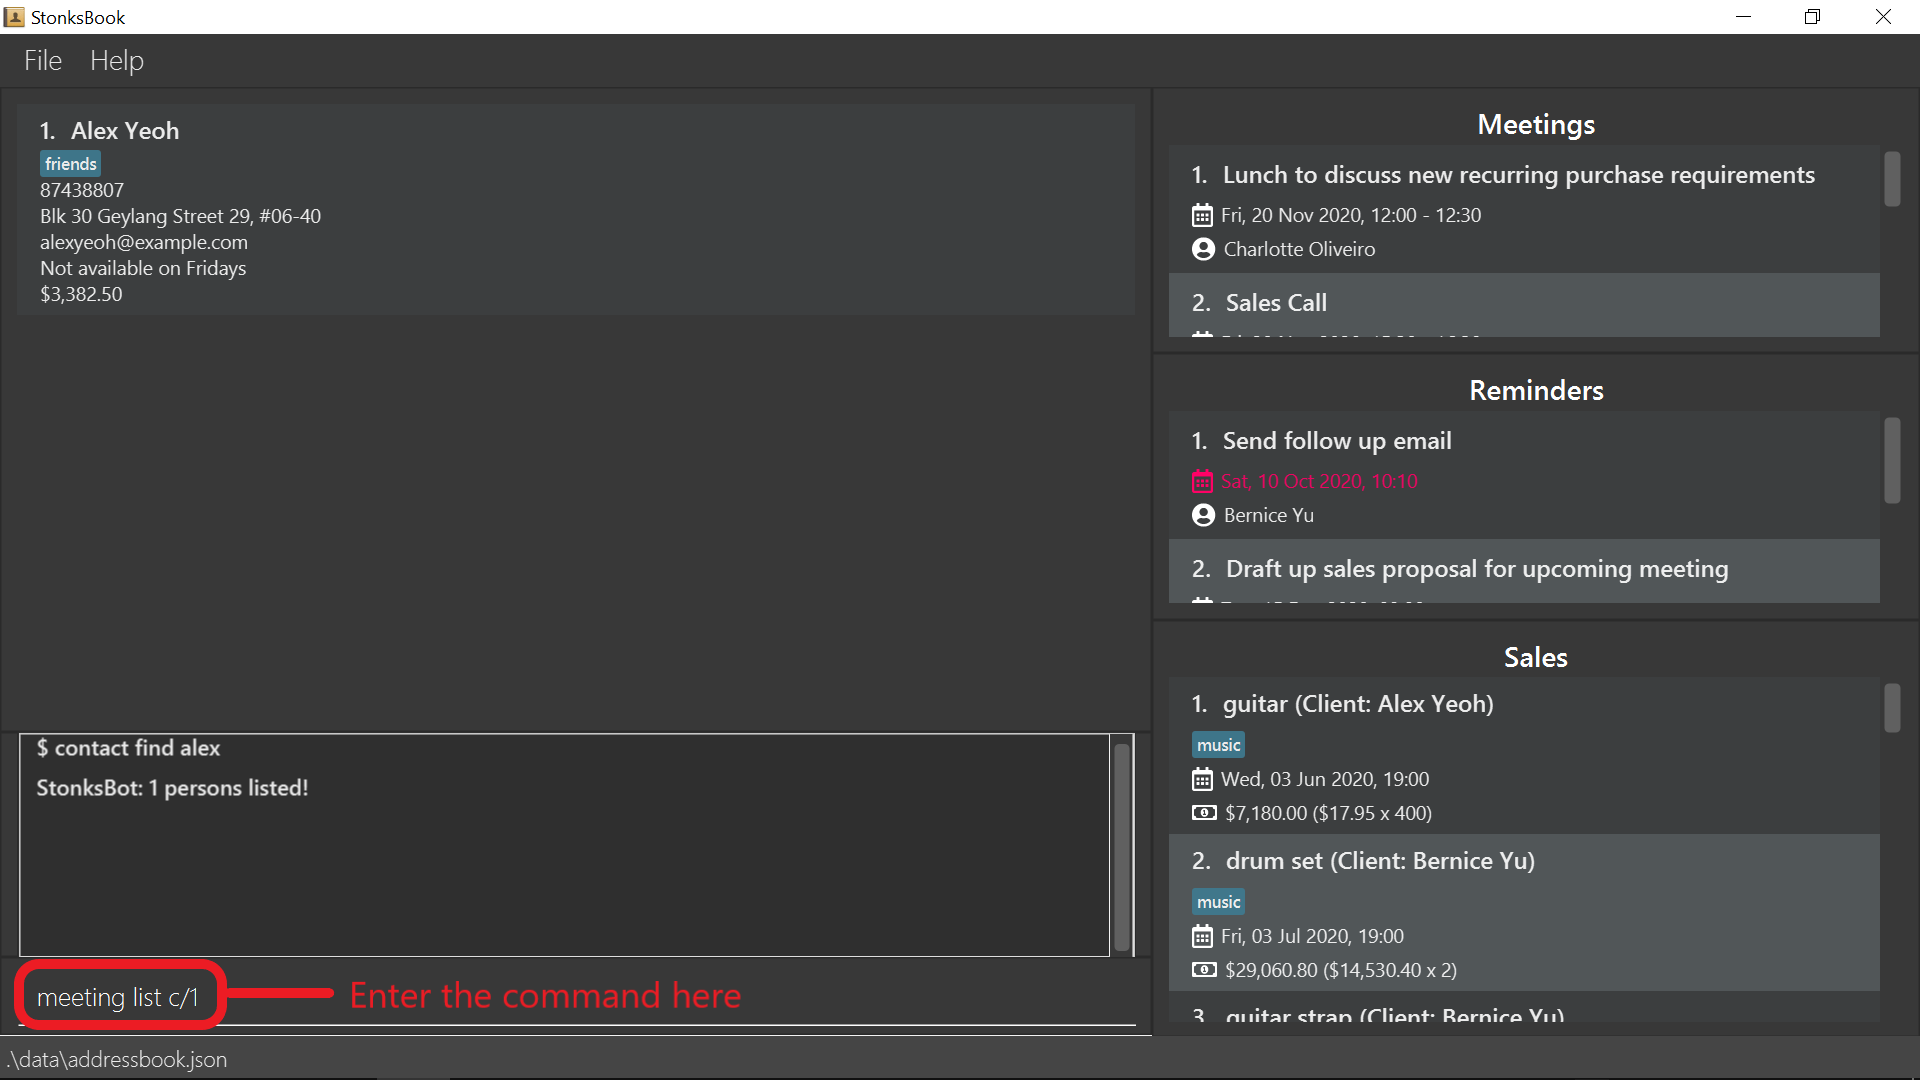 StonksBook
File Help
1. Alex Yeoh
friends
87438807
Blk 30 Geylang Street 29, #06-40
alexyeoh@example.com
Not available on Fridays
$3,382.50
$ contact find alex
StonksBot: 1 persons listed!
meeting list c/1
Enter the command here
.\data\addressbook.json
Meetings
1. Lunch to discuss new recurring purchase requirements
Fri, 20 Nov 2020, 12:00 - 12:30
Charlotte Oliveiro
2. Sales Call
Reminders
1. Send follow up email
Sat, 10 Oct 2020, 10:10
Bernice Yu
2. Draft up sales proposal for upcoming meeting
Sales
1. guitar (Client: Alex Yeoh)
music
Wed, 03 Jun 2020, 19:00
$7,180.00 ($17.95 x 400)
2. drum set (Client: Bernice Yu)
music
Fri, 03 Jul 2020, 19:00
$29,060.80 ($14,530.40 x 2)
3. guitar strap (Client: Bernice Yu)